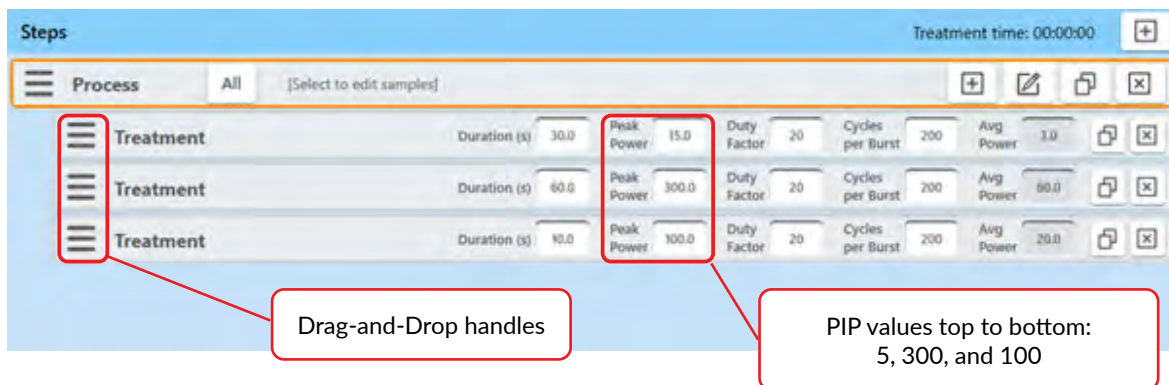 Steps Treatment time: 00:00:00
Process All [Select to edit samples]
Treatment Duration (s) 30.0 Peak Power 15.0 Duty Factor 20 Cycles per Burst 200 Avg Power 3.0
Treatment Duration (s) 60.0 Peak Power 300.0 Duty Factor 20 Cycles per Burst 200 Avg Power 60.0
Treatment Duration (s) 10.0 Peak Power 100.0 Duty Factor 20 Cycles per Burst 200 Avg Power 20.0
Drag-and-Drop handles
PIP values top to bottom:
5, 300, and 100